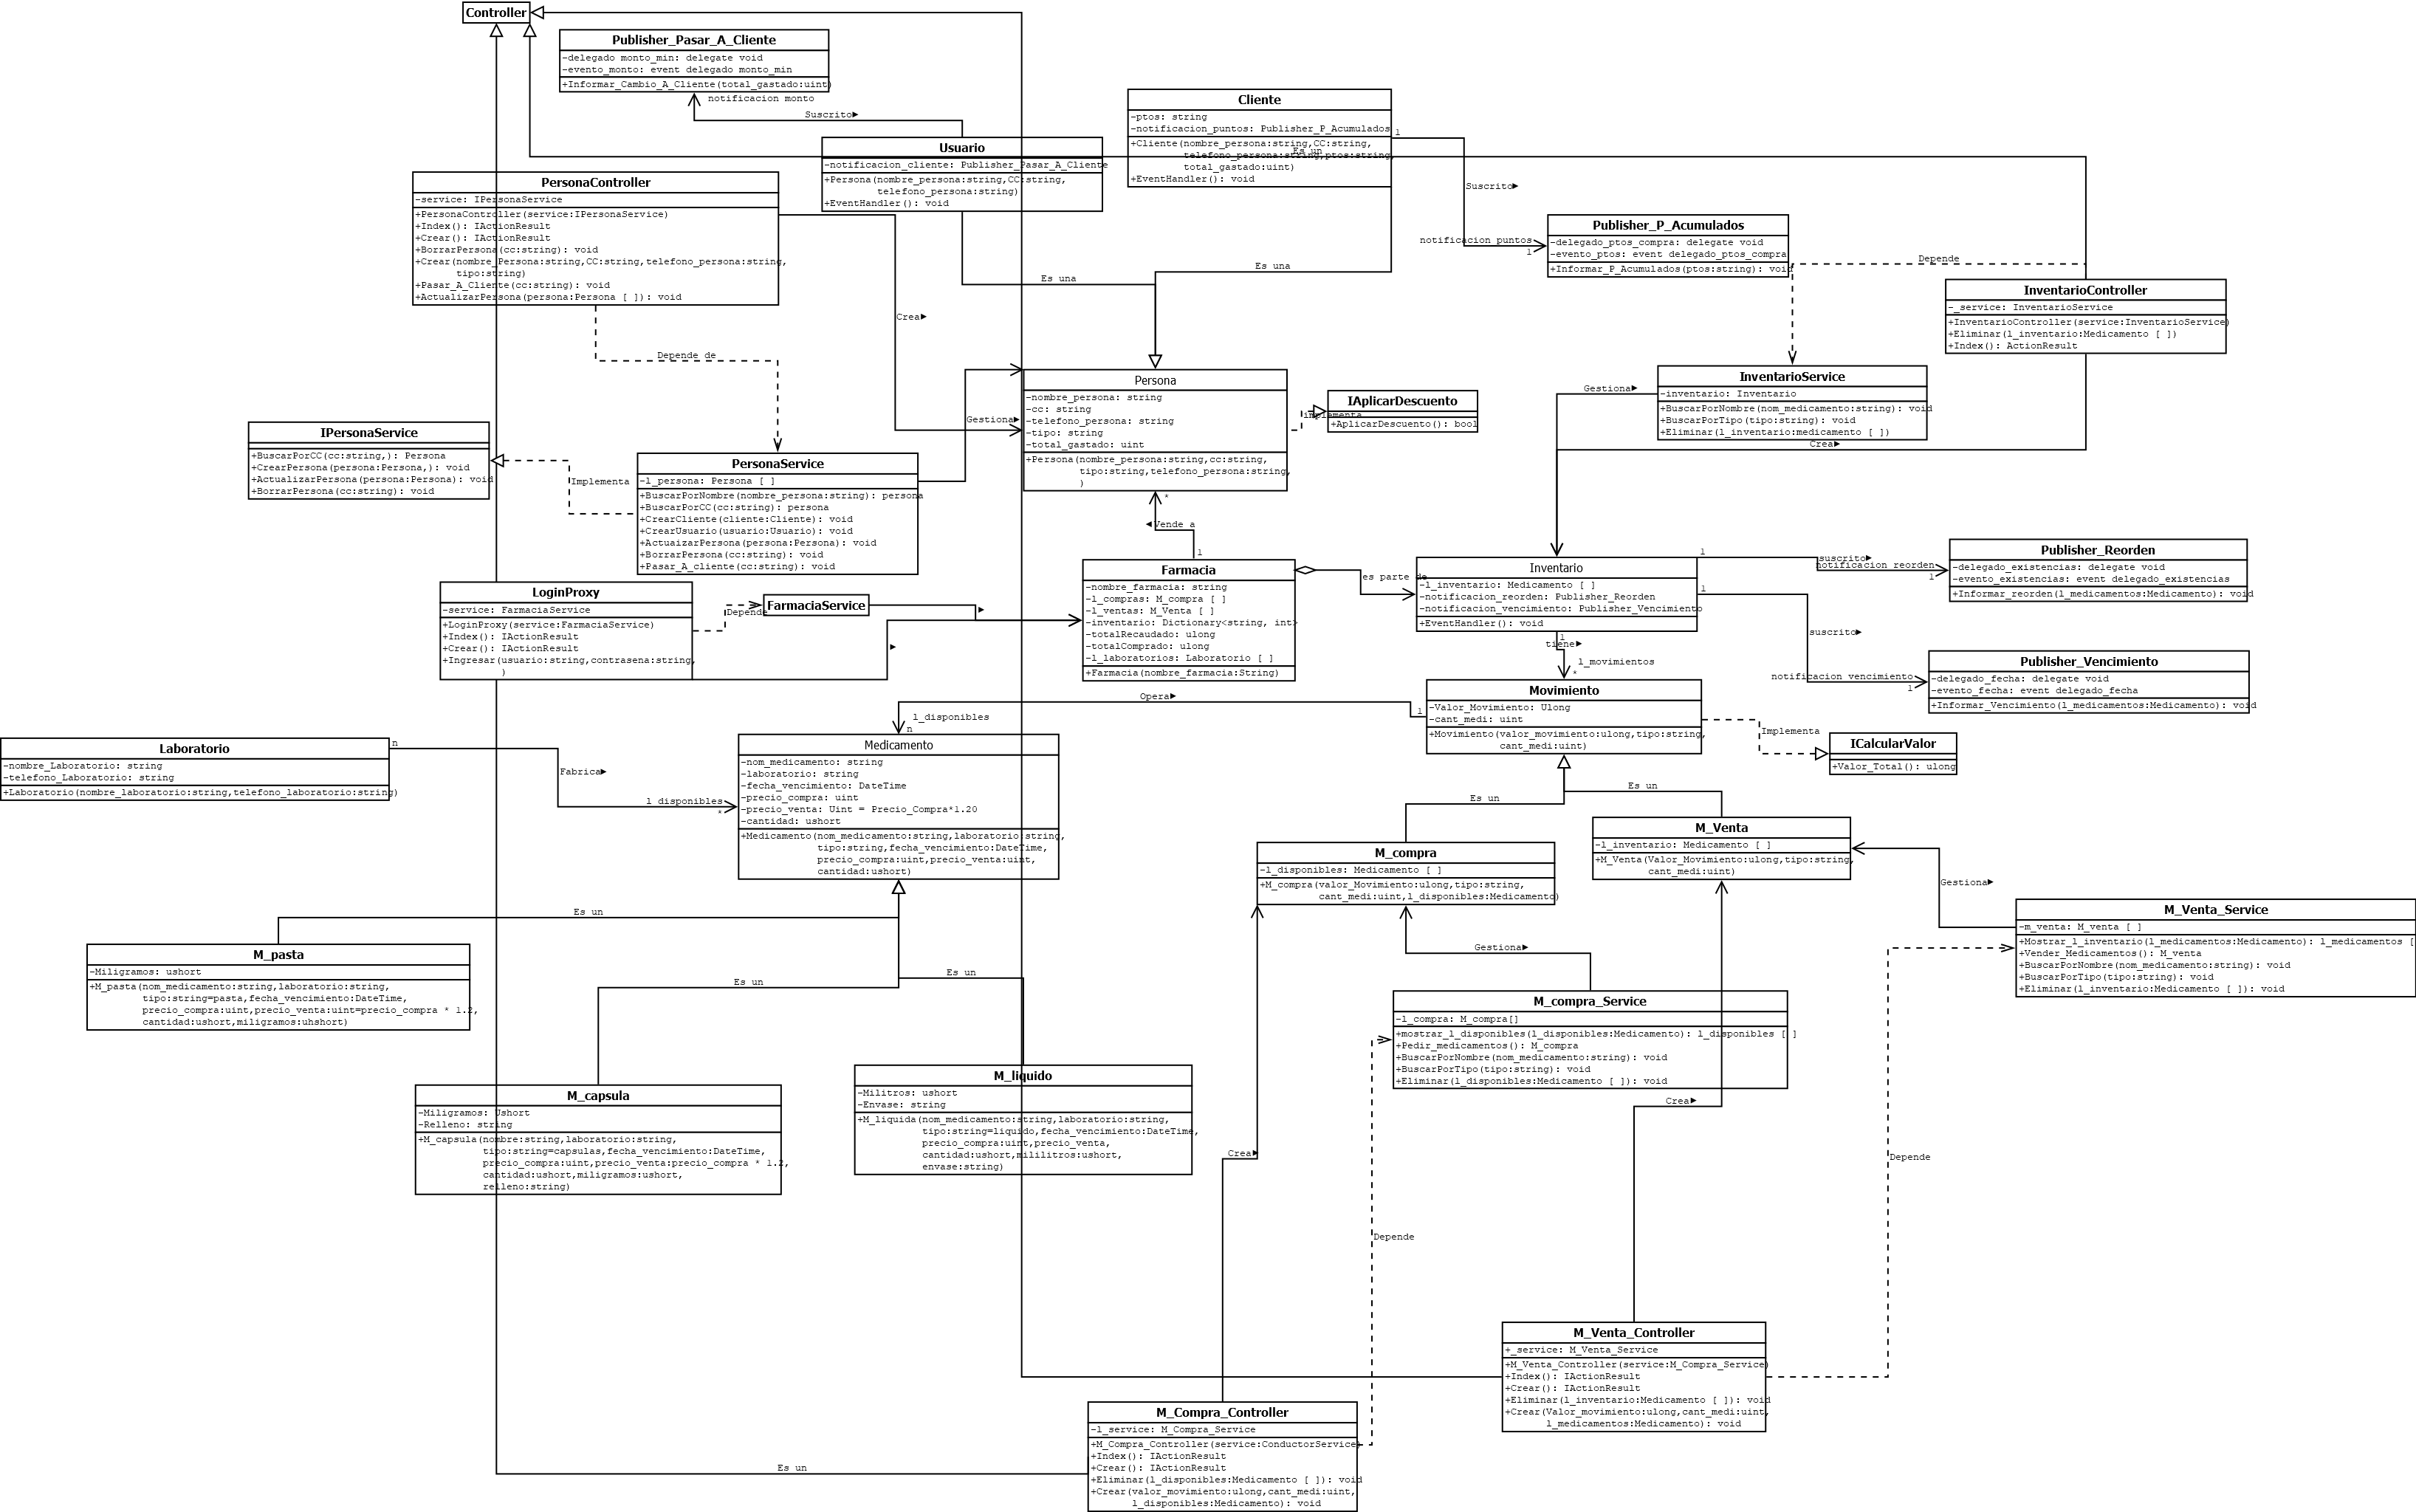 Controller
Publisher_Pasar_A_Cliente
-delegado monto_min: delegate void
-evento_monto: event delegado monto_min
+Informar_Cambio_A_Cliente(total_gastado:uint)
notificacion monto
Suscrito►
Usuario
-notificacion_cliente: Publisher_Pasar_A_Cliente
+Persona(nombre_persona:string,CC:string,
telefono_persona:string)
+EventHandler(): void
Cliente
-ptos: string
-notificacion_puntos: Publisher_P_Acumulados
+Cliente(nombre_persona:string,CC:string,
telefono_persona:string,ptos:string,
total_gastado:uint)
+EventHandler(): void
1
Es un
Suscrito►
notificacion puntos
1
Publisher_P_Acumulados
-delegado_ptos_compra: delegate void
-evento_ptos: event delegado_ptos_compra
+Informar_P_Acumulados(ptos:string): void
Depende
PersonaController
-service: IPersonaService
+PersonaController(service:IPersonaService)
+Index(): IActionResult
+Crear(): IActionResult
+BorrarPersona(cc:string): void
+Crear(nombre_Persona:string,CC:string,telefono_persona:string,
tipo:string)
+Pasar_A_Cliente(cc:string): void
+ActualizarPersona(persona:Persona [ ]): void
Es una
Es una
Crea►
Depende de
InventarioController
-_service: InventarioService
+InventarioController(service:InventarioService)
+Eliminar(l_inventario:Medicamento [ ])
+Index(): ActionResult
InventarioService
-inventario: Inventario
+BuscarPorNombre(nom_medicamento:string): void
+BuscarPorTipo(tipo:string): void
+Eliminar(l_inventario:medicamento [ ])
Gestiona►
Crea►
Persona
-nombre_persona: string
-cc: string
-telefono_persona: string
-tipo: string
-total_gastado: uint
+Persona(nombre_persona:string,cc:string,
tipo:string,telefono_persona:string,
)
implementa
IAplicarDescuento
+AplicarDescuento(): bool
Gestiona►
IPersonaService
+BuscarPorCC(cc:string,): Persona
+CrearPersona(persona:Persona,): void
+ActualizarPersona(persona:Persona): void
+BorrarPersona(cc:string): void
Implementa
PersonaService
-l_persona: Persona [ ]
+BuscarPorNombre(nombre_persona:string): persona
+BuscarPorCC(cc:string): persona
+CrearCliente(cliente:Cliente): void
+CrearUsuario(usuario:Usuario): void
+ActuaizarPersona(persona:Persona): void
+BorrarPersona(cc:string): void
+Pasar_A_cliente(cc:string): void
*
◄Vende a
1
LoginProxy
-service: FarmaciaService
+LoginProxy(service:FarmaciaService)
+Index(): IActionResult
+Crear(): IActionResult
+Ingresar(usuario:string,contrasena:string,
)
Depende
FarmaciaService
►
►
Farmacia
-nombre_farmacia: string
-l_compras: M_compra [ ]
-l_ventas: M_Venta [ ]
-inventario: Dictionary<string, int>
-totalRecaudado: ulong
-totalComprado: ulong
-l_laboratorios: Laboratorio [ ]
+Farmacia(nombre_farmacia:String)
es parte de
Inventario
-l_inventario: Medicamento [ ]
-notificacion_reorden: Publisher_Reorden
-notificacion_vencimiento: Publisher_Vencimiento
+EventHandler(): void
1
suscrito►
notificacion reorden
1
Publisher_Reorden
-delegado_existencias: delegate void
-evento_existencias: event delegado_existencias
+Informar_reorden(l_medicamentos:Medicamento): void
1
suscrito►
notificacion vencimiento
1
Publisher_Vencimiento
-delegado_fecha: delegate void
-evento_fecha: event delegado_fecha
+Informar_Vencimiento(l_medicamentos:Medicamento): void
1
tiene►
l_movimientos
*
Movimiento
-Valor_Movimiento: Ulong
-cant_medi: uint
+Movimiento(valor_movimiento:ulong,tipo:string,
cant_medi:uint)
1
Opera►
l_disponibles
n
Implementa
ICalcularValor
+Valor_Total(): ulong
Laboratorio
-nombre_Laboratorio: string
-telefono_Laboratorio: string
+Laboratorio(nombre_laboratorio:string,telefono_laboratorio:string)
n
Fabrica►
l disponibles
*
Medicamento
-nom_medicamento: string
-laboratorio: string
-fecha_vencimiento: DateTime
-precio_compra: uint
-precio_venta: Uint = Precio_Compra*1.20
-cantidad: ushort
+Medicamento(nom_medicamento:string,laboratorio:string,
tipo:string,fecha_vencimiento:DateTime,
precio_compra:uint,precio_venta:uint,
cantidad:ushort)
Es un
Es un
M_compra
-l_disponibles: Medicamento [ ]
+M_compra(valor_Movimiento:ulong,tipo:string,
cant_medi:uint,l_disponibles:Medicamento)
M_Venta
-l_inventario: Medicamento [ ]
+M_Venta(Valor_Movimiento:ulong,tipo:string,
cant_medi:uint)
Gestiona►
M_Venta_Service
-m_venta: M_venta [ ]
+Mostrar_l_inventario(l_medicamentos:Medicamento): l_medicamentos [
+Vender_Medicamentos(): M_venta
+BuscarPorNombre(nom_medicamento:string): void
+BuscarPorTipo(tipo:string): void
+Eliminar(l_inventario:Medicamento [ ]): void
Es un
Es un
Es un
M_pasta
-Miligramos: ushort
+M_pasta(nom_medicamento:string,laboratorio:string,
tipo:string=pasta,fecha_vencimiento:DateTime,
precio_compra:uint,precio_venta:uint=precio_compra * 1.2,
cantidad:ushort,miligramos:uhshort)
M_capsula
-Miligramos: Ushort
-Relleno: string
+M_capsula(nombre:string,laboratorio:string,
tipo:string=capsulas,fecha_vencimiento:DateTime,
precio_compra:uint,precio_venta:precio_compra * 1.2,
cantidad:ushort,miligramos:ushort,
relleno:string)
M_liquido
-Militros: ushort
-Envase: string
+M_liquida(nom_medicamento:string,laboratorio:string,
tipo:string=liquido,fecha_vencimiento:DateTime,
precio_compra:uint,precio_venta,
cantidad:ushort,mililitros:ushort,
envase:string)
Gestiona►
M_compra_Service
-l_compra: M_compra[]
+mostrar_l_disponibles(l_disponibles:Medicamento): l_disponibles [ ]
+Pedir_medicamentos(): M_compra
+BuscarPorNombre(nom_medicamento:string): void
+BuscarPorTipo(tipo:string): void
+Eliminar(l_disponibles:Medicamento [ ]): void
Crea►
Crea►
Depende
Depende
M_Venta_Controller
+_service: M_Venta_Service
+M_Venta_Controller(service:M_Compra_Service)
+Index(): IActionResult
+Crear(): IActionResult
+Eliminar(l_inventario:Medicamento [ ]): void
+Crear(Valor_movimiento:ulong,cant_medi:uint,
l_medicamentos:Medicamento): void
M_Compra_Controller
-l_service: M_Compra_Service
+M_Compra_Controller(service:ConductorService)
+Index(): IActionResult
+Crear(): IActionResult
+Eliminar(l_disponibles:Medicamento [ ]): void
+Crear(valor_movimiento:ulong,cant_medi:uint,
l_disponibles:Medicamento): void
Es un